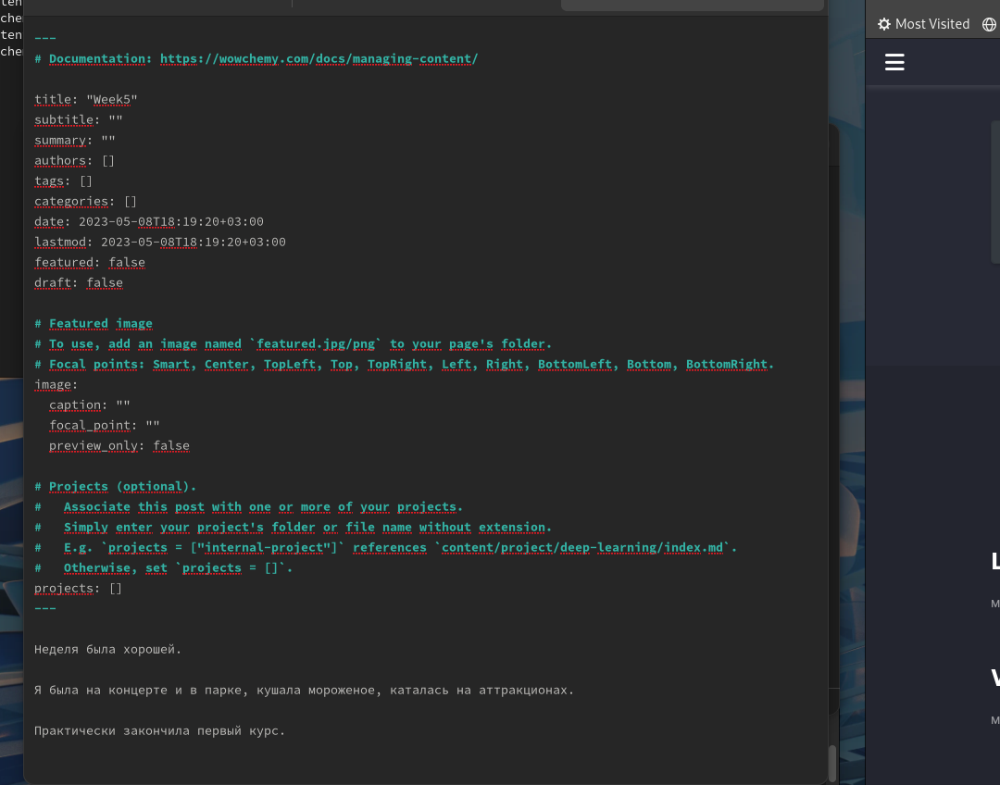 ---
# Documentation: https://wowchemy.com/docs/managing-content/
title: "Week5"
subtitle: ""
summary: ""
authors: []
tags: []
categories: []
date: 2023-05-08T18:19:20+03:00
lastmod: 2023-05-08T18:19:20+03:00
featured: false
draft: false
# Featured image
# To use, add an image named `featured.jpg/png` to your page's folder.
# Focal points: Smart, Center, TopLeft, Top, TopRight, Left, Right, BottomLeft, Bottom, BottomRight.
image:
  caption: ""
  focal_point: ""
  preview_only: false
# Projects (optional).
#   Associate this post with one or more of your projects.
#   Simply enter your project's folder or file name without extension.
#   E.g. `projects = ["internal-project"]` references `content/project/deep-learning/index.md`.
#   Otherwise, set `projects = []`.
projects: []
---
Неделя была хорошей.
Я была на концерте и в парке, кушала мороженое, каталась на аттракционах.
Практически закончила первый курс.
Most Visited